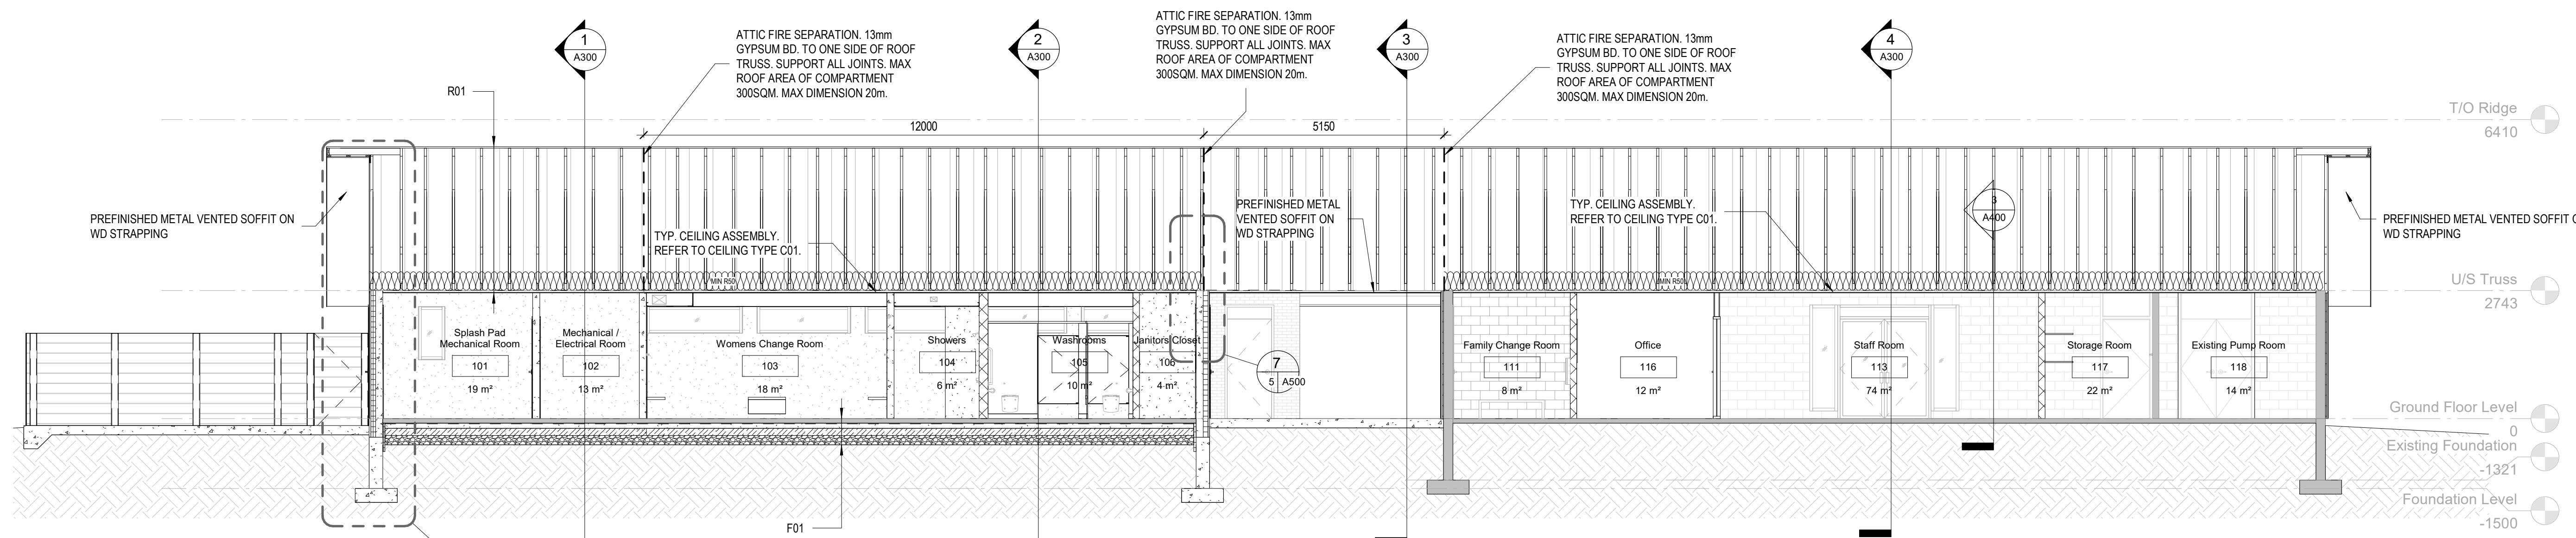 1
A300
2
A300
3
A300
4
A300
ATTIC FIRE SEPARATION. 13mm
GYPSUM BD. TO ONE SIDE OF ROOF
TRUSS. SUPPORT ALL JOINTS. MAX
ROOF AREA OF COMPARTMENT
300SQM. MAX DIMENSION 20m.
ATTIC FIRE SEPARATION. 13mm
GYPSUM BD. TO ONE SIDE OF ROOF
TRUSS. SUPPORT ALL JOINTS. MAX
ROOF AREA OF COMPARTMENT
300SQM. MAX DIMENSION 20m.
ATTIC FIRE SEPARATION. 13mm
GYPSUM BD. TO ONE SIDE OF ROOF
TRUSS. SUPPORT ALL JOINTS. MAX
ROOF AREA OF COMPARTMENT
300SQM. MAX DIMENSION 20m.
R01
12000
5150
T/O Ridge
6410
PREFINISHED METAL VENTED SOFFIT ON
WD STRAPPING
TYP. CEILING ASSEMBLY.
REFER TO CEILING TYPE C01.
PREFINISHED METAL
VENTED SOFFIT ON
WD STRAPPING
TYP. CEILING ASSEMBLY.
REFER TO CEILING TYPE C01.
3
A400
PREFINISHED METAL VENTED SOFFIT
WD STRAPPING
MIN R50
MIN R50
U/S Truss
2743
Splash Pad
Mechanical Room
101
19 m²
Mechanical /
Electrical Room
102
13 m²
Womens Change Room
103
18 m²
Showers
104
6 m²
Washrooms
105
10 m²
Janitors Closet
106
4 m²
7
5 A500
Family Change Room
111
8 m²
Office
116
12 m²
Staff Room
113
74 m²
Storage Room
117
22 m²
Existing Pump Room
118
14 m²
Ground Floor Level
0
Existing Foundation
-1321
Foundation Level
-1500
F01